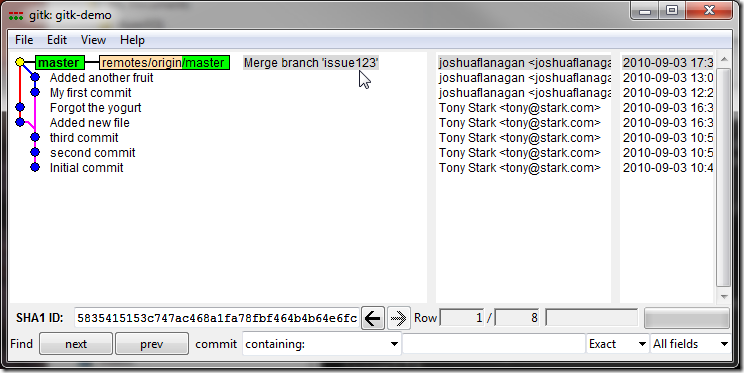 gitk: gitk-demo
File Edit View Help
master remotes/origin/master Merge branch 'issue123' joshuaflanagan <joshuaflana 2010-09-03 17:3
Added another fruit joshuaflanagan <joshuaflana 2010-09-03 13:0
My first commit joshuaflanagan <joshuaflana 2010-09-03 12:2
Forgot the yogurt Tony Stark <tony@stark.com> 2010-09-03 16:3
Added new file Tony Stark <tony@stark.com> 2010-09-03 16:3
third commit Tony Stark <tony@stark.com> 2010-09-03 10:5
second commit Tony Stark <tony@stark.com> 2010-09-03 10:5
Initial commit Tony Stark <tony@stark.com> 2010-09-03 10:4
SHA1 ID: 5835415153c747ac468a1fa78fbf464b4b64e6fc Row 1 / 8
Find next prev commit containing: Exact All fields